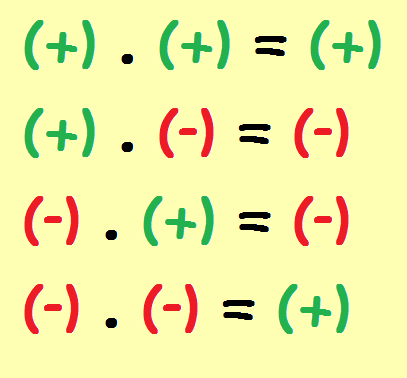 (+) . (+) = (+)
(+) . (-) = (-)
(-) . (+) = (-)
(-) . (-) = (+)